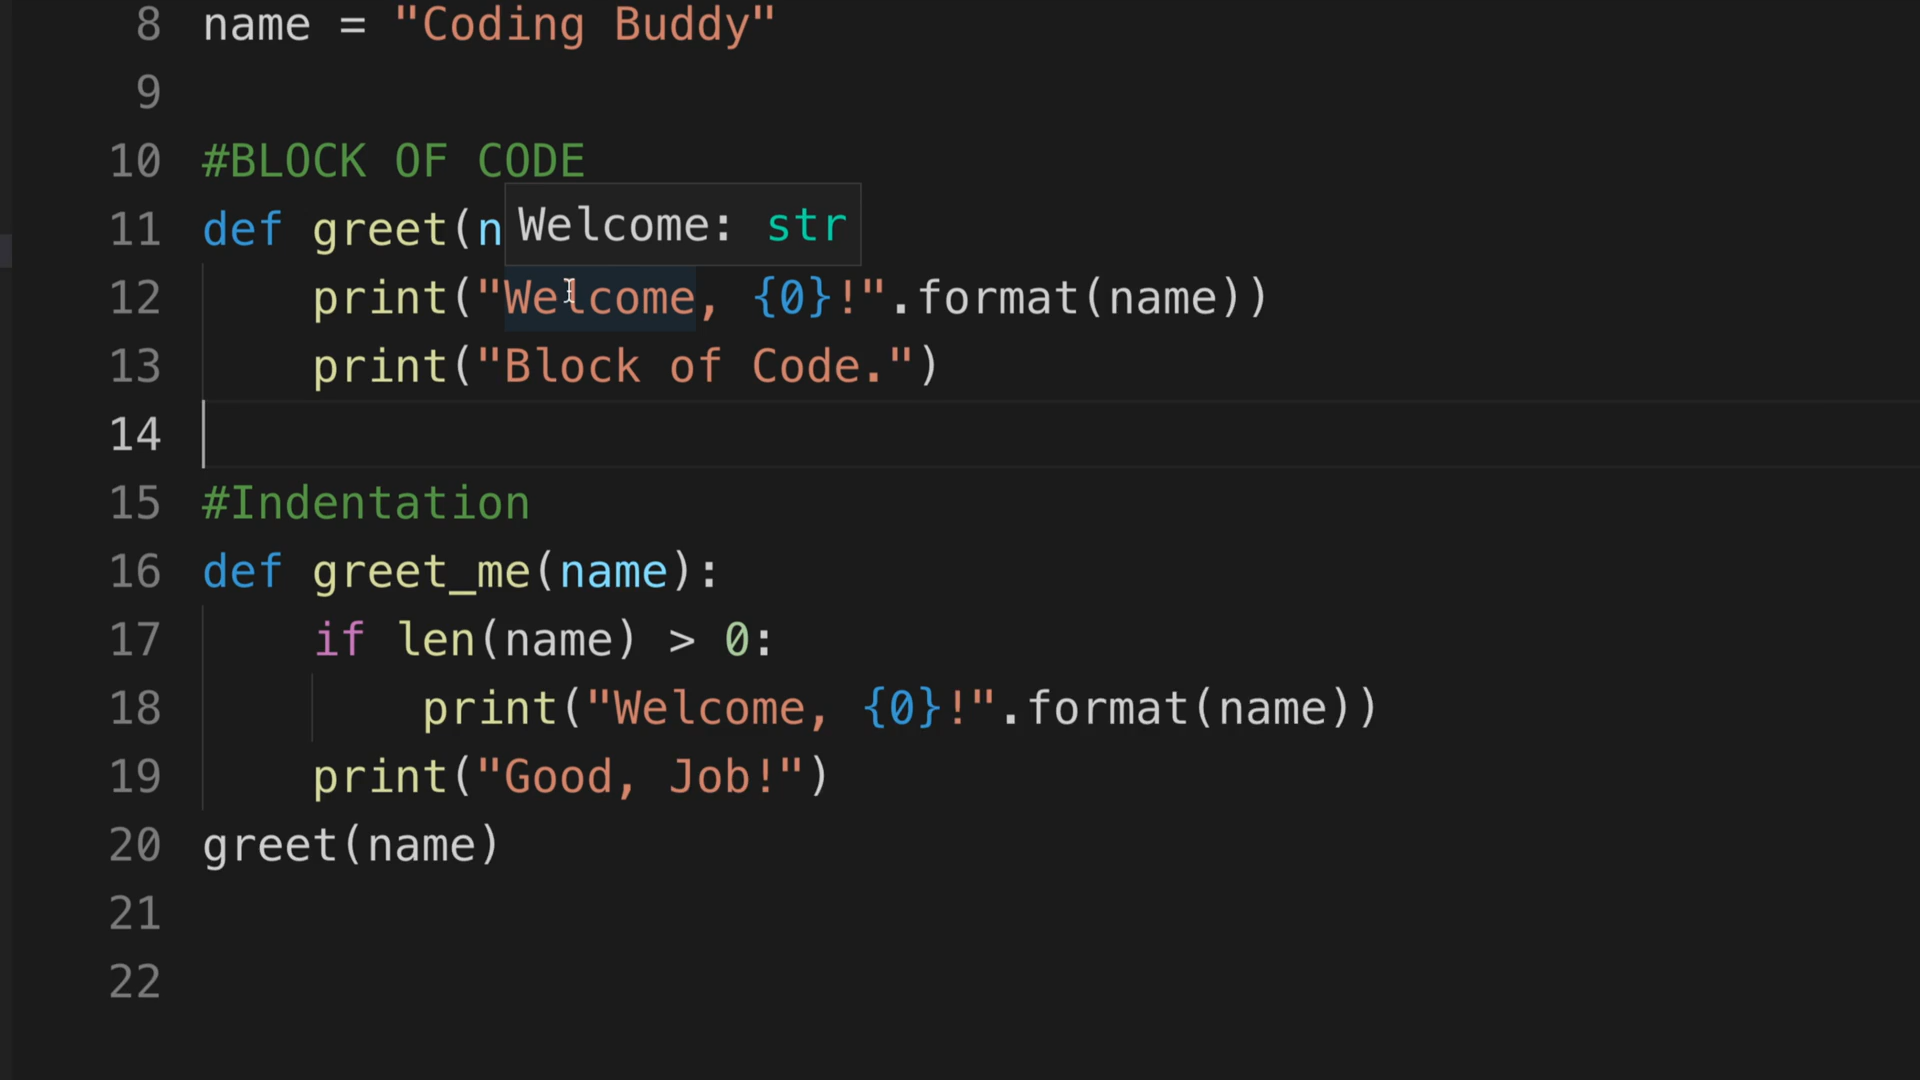 8 name = "Coding Buddy"
9
10 #BLOCK OF CODE
Welcome: str
11 def greet(n
12 print("Welcome, {0}!".format(name))
13 print("Block of Code.")
14
15 #Indentation
16 def greet_me(name):
17 if len(name) > 0:
18 print("Welcome, {0}!".format(name))
19 print("Good, Job!")
20 greet(name)
21
22